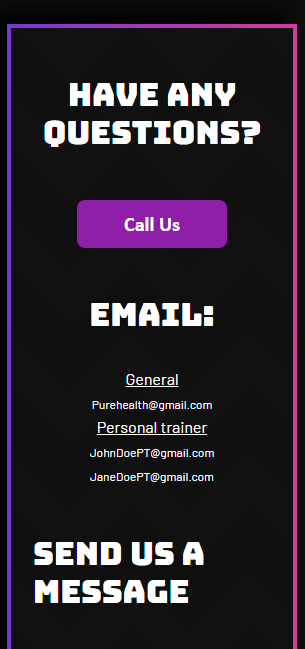 HAVE ANY
QUESTIONS?
Call Us
EMAIL:
General
Purehealth@gmail.com
Personal trainer
JohnDoePT@gmail.com
JaneDoePT@gmail.com
SEND US A
MESSAGE